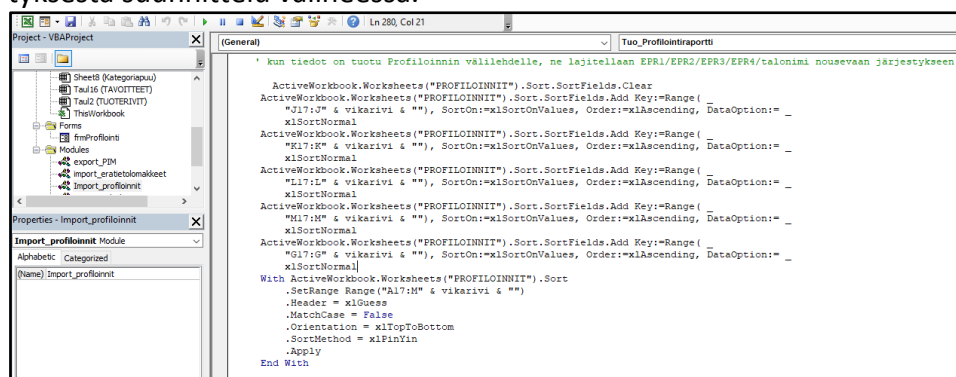 tyksestä suunnittelu välineessä.
Ln 280, Col 21
Project - VBAProject
Sheet8 (Kategoriapuu)
Taul16 (TAVOITTEET)
Taul2 (TUOTERIVIT)
ThisWorkbook
Forms
frmProfilointi
Modules
export_PIM
import_eratietolomakkeet
Import_profiloinnit
Properties - Import_profiloinnit
Import_profiloinnit Module
Alphabetic Categorized
(Name) Import_profiloinnit
(General)
Tuo_Profilointiraportti
' kun tiedot on tuotu Profiloinnin välilehdelle, ne lajitellaan EPR1/EPR2/EPR3/EPR4/talonimi nousevaan järjestykseen
ActiveWorkbook.Worksheets("PROFILOINNIT").Sort.SortFields.Clear
ActiveWorkbook.Worksheets("PROFILOINNIT").Sort.SortFields.Add Key:=Range( _
"J17:J" & vikarivi & ""), SortOn:=xlSortOnValues, Order:=xlAscending, DataOption:= _
xlSortNormal
ActiveWorkbook.Worksheets("PROFILOINNIT").Sort.SortFields.Add Key:=Range( _
"K17:K" & vikarivi & ""), SortOn:=xlSortOnValues, Order:=xlAscending, DataOption:= _
xlSortNormal
ActiveWorkbook.Worksheets("PROFILOINNIT").Sort.SortFields.Add Key:=Range( _
"L17:L" & vikarivi & ""), SortOn:=xlSortOnValues, Order:=xlAscending, DataOption:= _
xlSortNormal
ActiveWorkbook.Worksheets("PROFILOINNIT").Sort.SortFields.Add Key:=Range( _
"M17:M" & vikarivi & ""), SortOn:=xlSortOnValues, Order:=xlAscending, DataOption:= _
xlSortNormal
ActiveWorkbook.Worksheets("PROFILOINNIT").Sort.SortFields.Add Key:=Range( _
"G17:G" & vikarivi & ""), SortOn:=xlSortOnValues, Order:=xlAscending, DataOption:= _
xlSortNormal
With ActiveWorkbook.Worksheets("PROFILOINNIT").Sort
.SetRange Range("A17:M" & vikarivi & "")
.Header = xlGuess
.MatchCase = False
.Orientation = xlTopToBottom
.SortMethod = xlPinYin
.Apply
End With